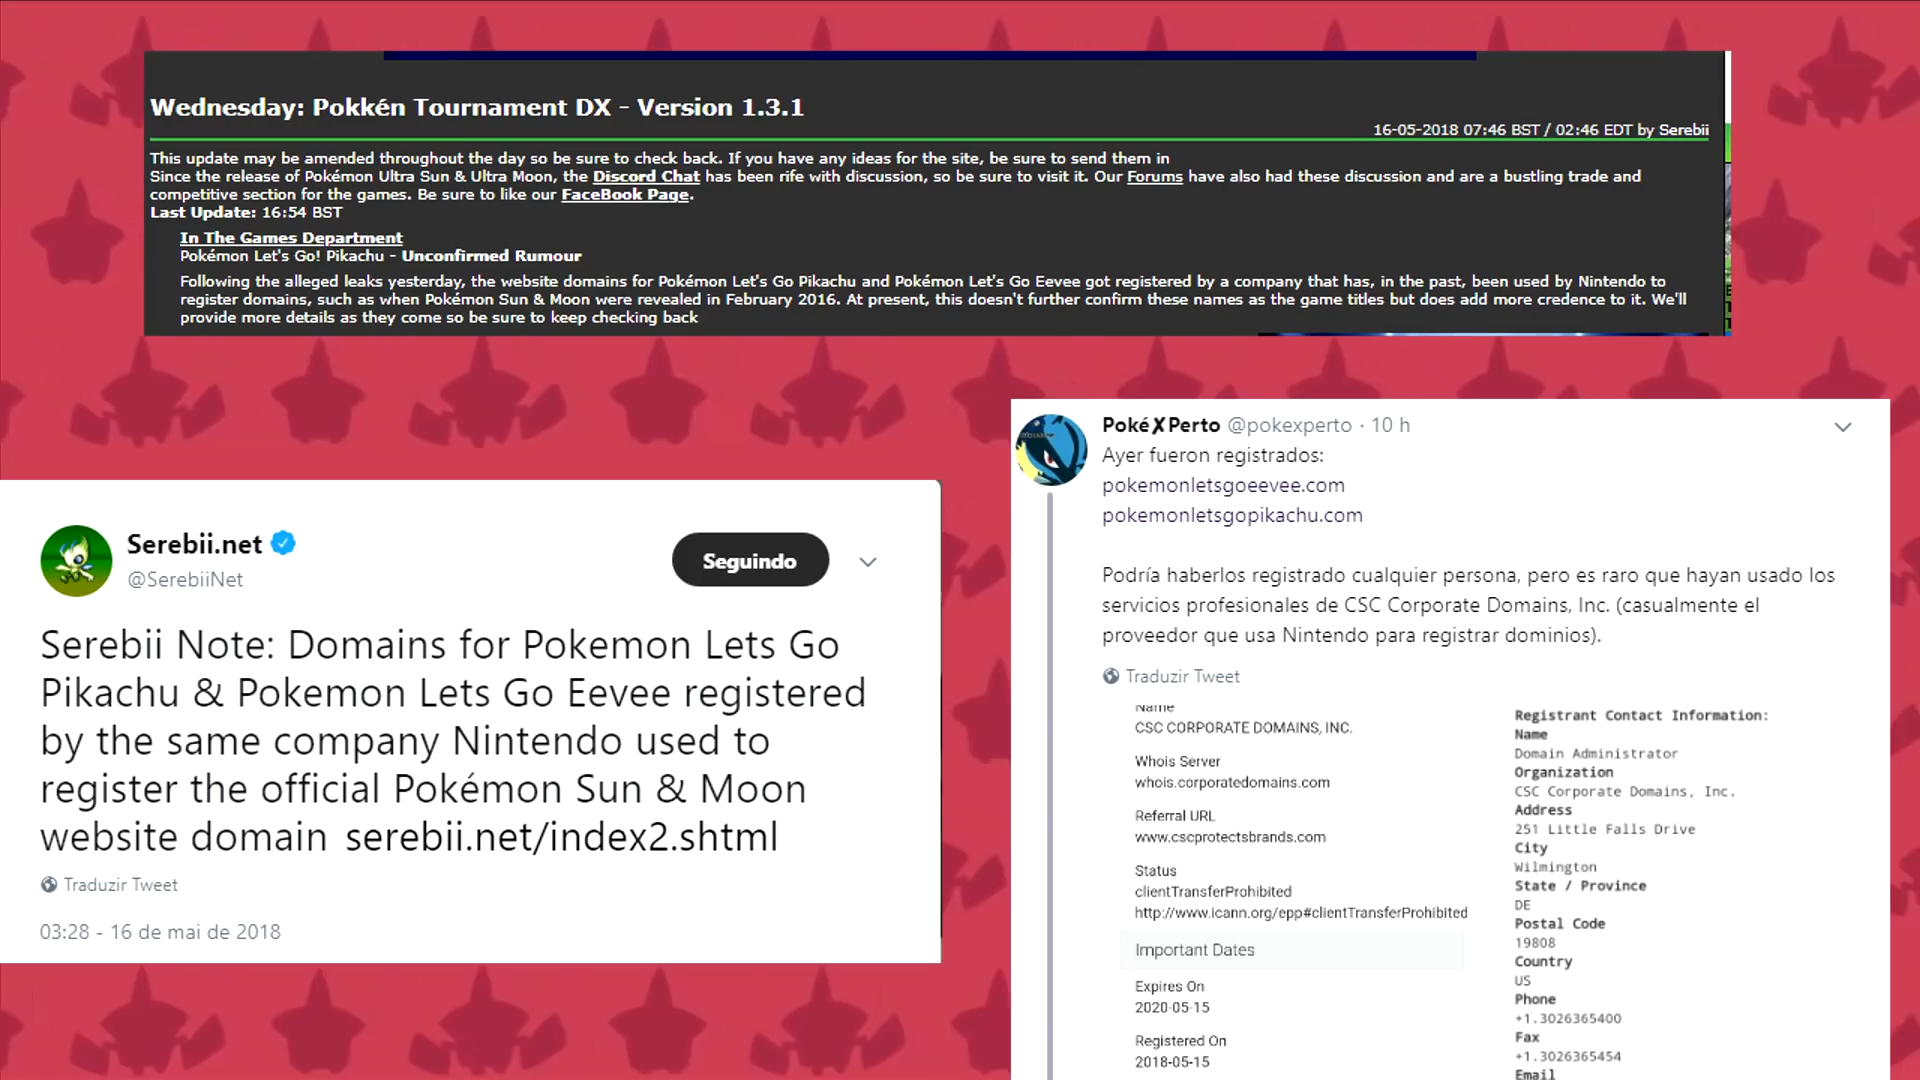 Wednesday: Pokkén Tournament DX - Version 1.3.1
16-05-2018 07:46 BST / 02:46 EDT by Serebii
This update may be amended throughout the day so be sure to check back. If you have any ideas for the site, be sure to send them in
Since the release of Pokémon Ultra Sun & Ultra Moon, the Discord Chat has been rife with discussion, so be sure to visit it. Our Forums have also had these discussion and are a bustling trade and
competitive section for the games. Be sure to like our FaceBook Page.
Last Update: 16:54 BST
In The Games Department
Pokémon Let's Go! Pikachu - Unconfirmed Rumour
Following the alleged leaks yesterday, the website domains for Pokémon Let's Go Pikachu and Pokémon Let's Go Eevee got registered by a company that has, in the past, been used by Nintendo to
register domains, such as when Pokémon Sun & Moon were revealed in February 2016. At present, this doesn't further confirm these names as the game titles but does add more credence to it. We'll
provide more details as they come so be sure to keep checking back
Serebii.net
@SerebiiNet
Seguindo
Serebii Note: Domains for Pokemon Lets Go
Pikachu & Pokemon Lets Go Eevee registered
by the same company Nintendo used to
register the official Pokémon Sun & Moon
website domain serebii.net/index2.shtml
Traduzir Tweet
03:28 - 16 de mai de 2018
Poké✗Perto @pokexperto · 10 h
Ayer fueron registrados:
pokemonletsgoeevee.com
pokemonletsgopikachu.com
Podría haberlos registrado cualquier persona, pero es raro que hayan usado los
servicios profesionales de CSC Corporate Domains, Inc. (casualmente el
proveedor que usa Nintendo para registrar dominios).
Traduzir Tweet
Name
CSC CORPORATE DOMAINS, INC.
Whois Server
whois.corporatedomains.com
Referral URL
www.cscprotectsbrands.com
Status
clientTransferProhibited
http://www.icann.org/epp#clientTransferProhibited
Important Dates
Expires On
2020-05-15
Registered On
2018-05-15
Registrant Contact Information:
Name
Domain Administrator
Organization
CSC Corporate Domains, Inc.
Address
251 Little Falls Drive
City
Wilmington
State / Province
DE
Postal Code
19808
Country
US
Phone
+1.3026365400
Fax
+1.3026365454
Email